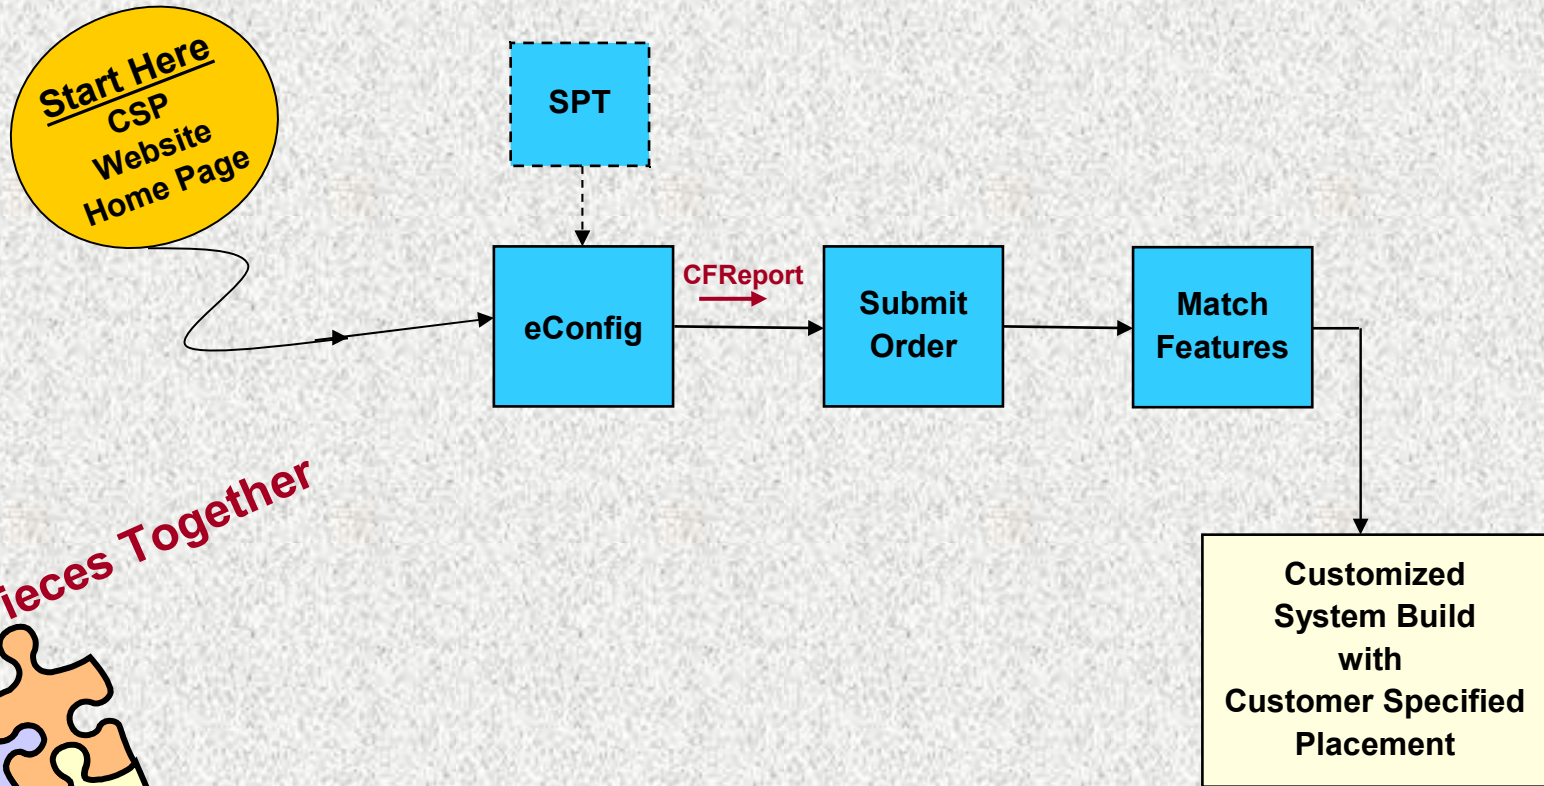 Start Here
CSP
Website
Home Page
SPT
eConfig
CFReport
Submit
Order
Match
Features
Together
Customized
System Build
with
Customer Specified
Placement